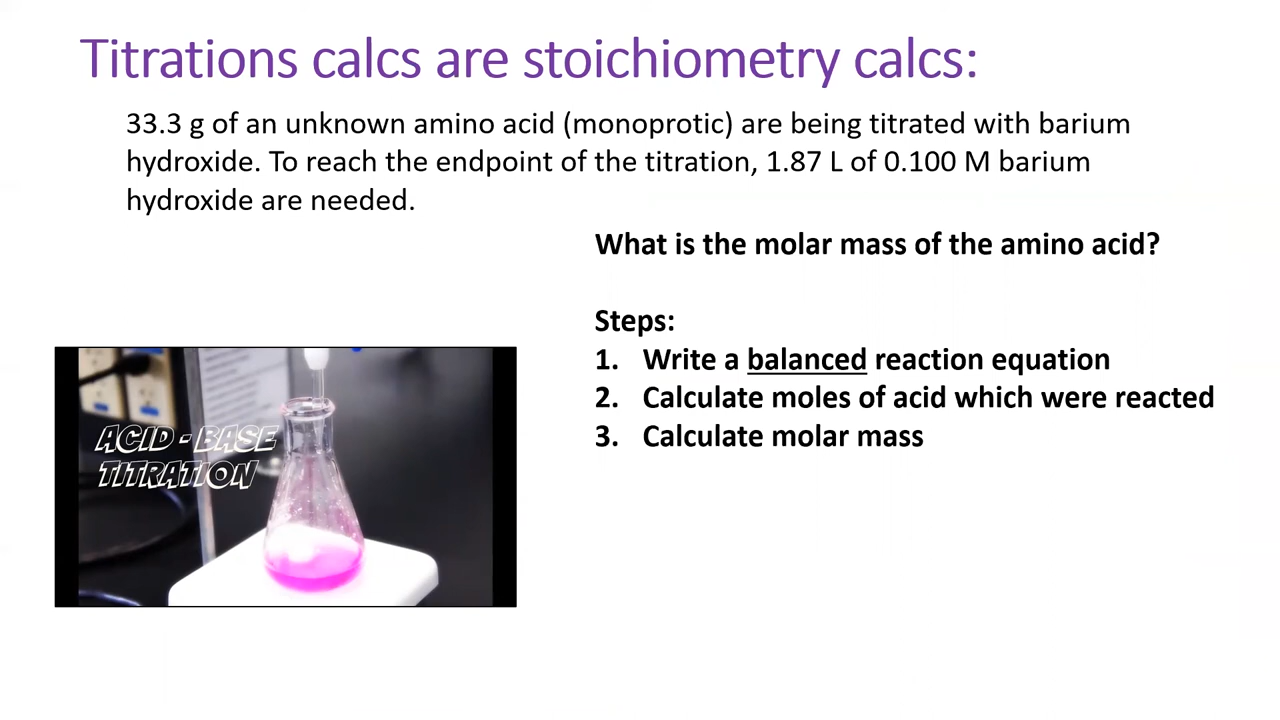 Titrations calcs are stoichiometry calcs:
33.3 g of an unknown amino acid (monoprotic) are being titrated with barium
hydroxide. To reach the endpoint of the titration, 1.87 L of 0.100 M barium
hydroxide are needed.
What is the molar mass of the amino acid?
Steps:
1. Write a balanced reaction equation
2. Calculate moles of acid which were reacted
3. Calculate molar mass
ACID - BASE
TITRATION